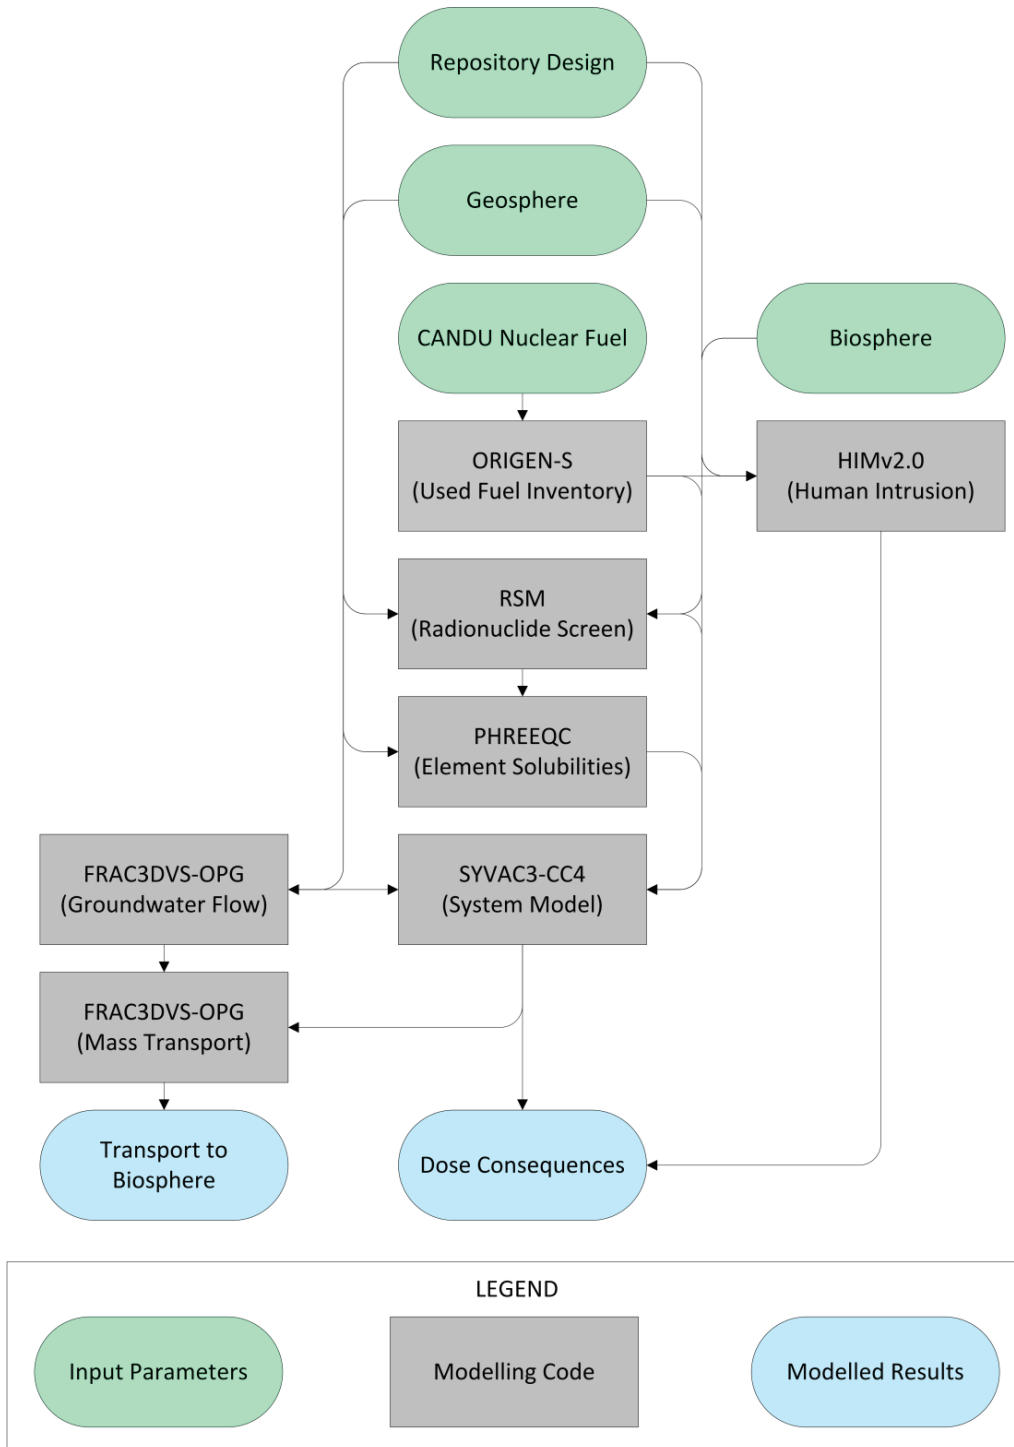 Repository Design
Geosphere
CANDU Nuclear Fuel
Biosphere
ORIGEN-S
(Used Fuel Inventory)
HIMv2.0
(Human Intrusion)
RSM
(Radionuclide Screen)
PHREEQC
(Element Solubilities)
FRAC3DVS-OPG
(Groundwater Flow)
SYVAC3-CC4
(System Model)
FRAC3DVS-OPG
(Mass Transport)
Transport to
Biosphere
Dose Consequences
LEGEND
Input Parameters
Modelling Code
Modelled Results